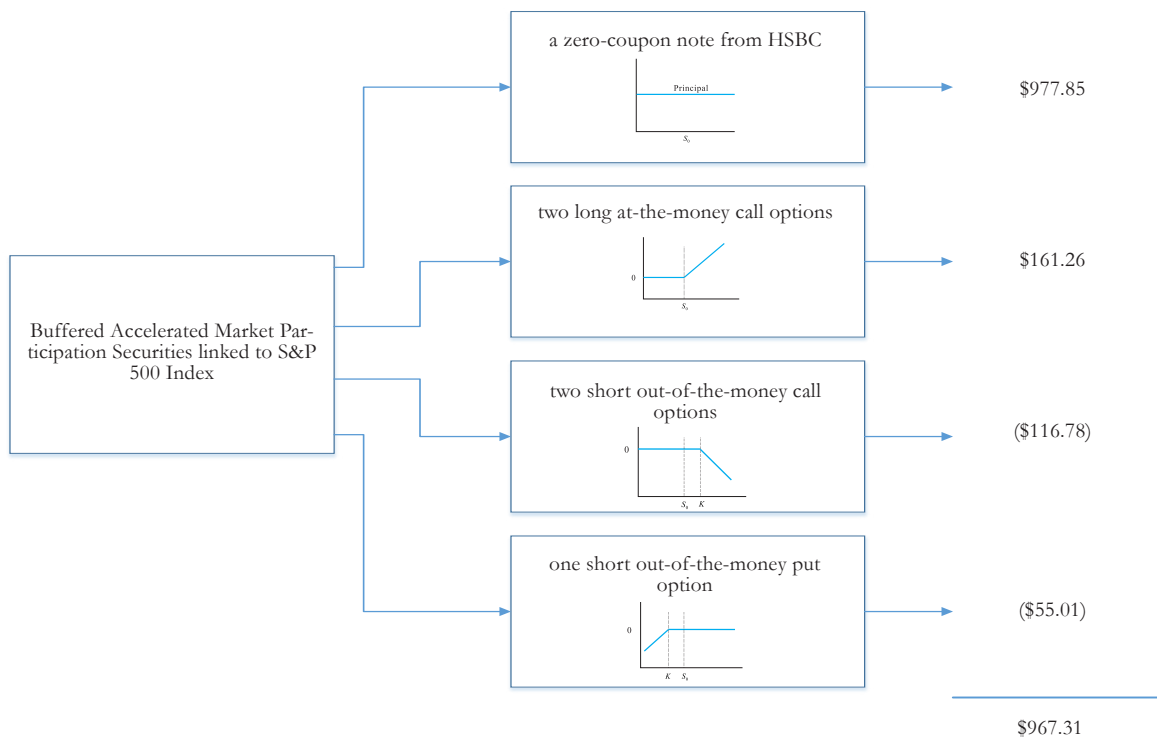 a zero-coupon note from HSBC
Principal
S₀
$977.85
two long at-the-money call options
0
S₀
$161.26
Buffered Accelerated Market Par-
ticipation Securities linked to S&P
500 Index
two short out-of-the-money call
options
0
S₀ K
($116.78)
one short out-of-the-money put
option
0
K S₀
($55.01)
$967.31